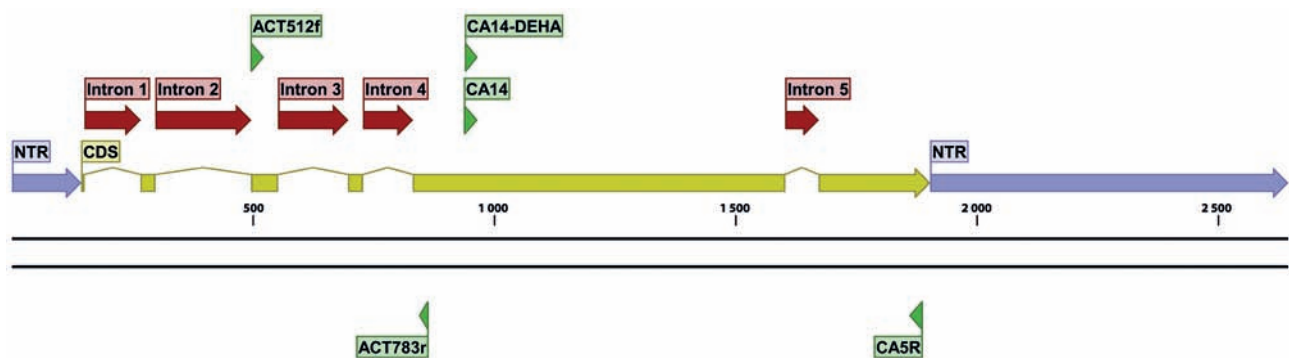 ACT512f CA14-DEHA
Intron 1 Intron 2 Intron 3 Intron 4 CA14 Intron 5
NTR CDS NTR
500 1 000 1 500 2 000 2 500
ACT783r CA5R